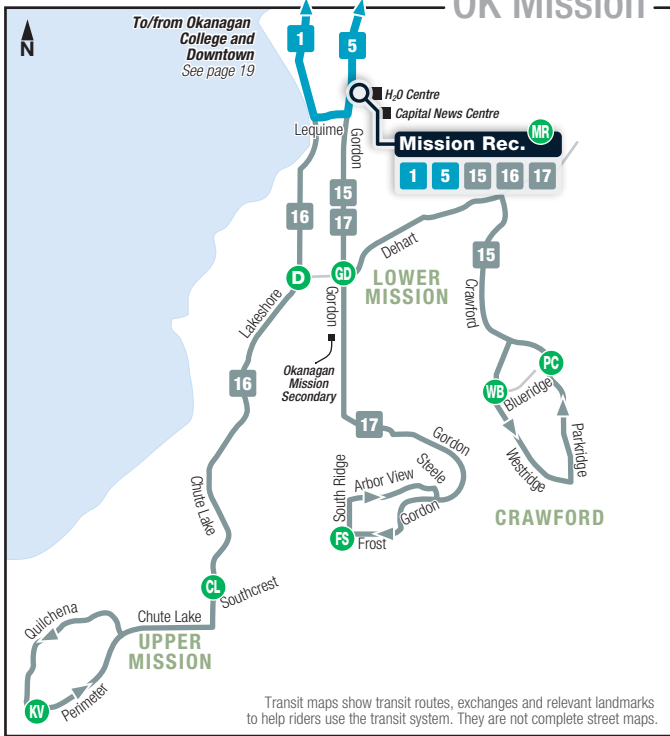 OK Mission
To/from Okanagan
College and
Downtown
See page 19
N
1
5
H₂O Centre
Capital News Centre
Lequime
Gordon
MR
Mission Rec.
1 5 15 16 17
15
17
16
Dehart
15
D
GD
LOWER
MISSION
Lakeshore
Gordon
Crawford
Okanagan
Mission
Secondary
16
PC
WB
Blueridge
17
Gordon
Steele
Westridge
Parkridge
Chute Lake
South Ridge
Arbor View
Gordon
CRAWFORD
FS
Frost
CL
Southcrest
Quilchena
Chute Lake
UPPER
MISSION
KV
Perimeter
Transit maps show transit routes, exchanges and relevant landmarks
to help riders use the transit system. They are not complete street maps.